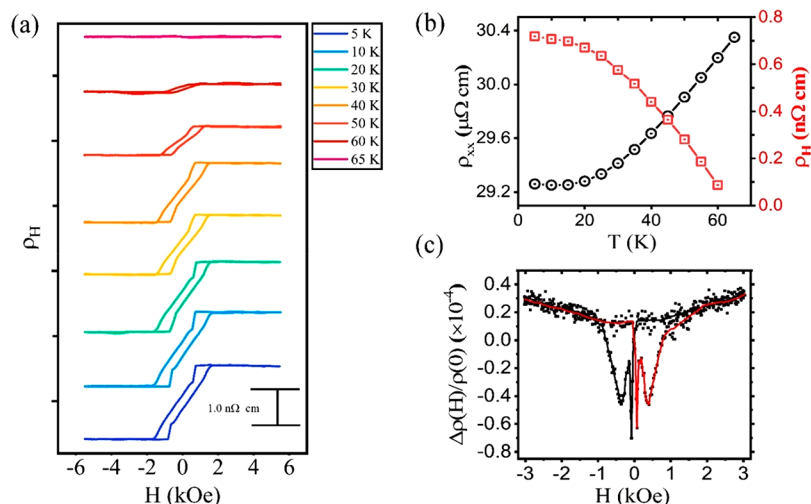 (a)
ρH
5 K
10 K
20 K
30 K
40 K
50 K
60 K
65 K
1.0 nΩ cm
-6 -4 -2 0 2 4 6
H (kOe)
(b)
30.4
30.0
29.6
29.2
ρxx (μΩ cm)
0.8
0.6
0.4
0.2
0.0
ρH (nΩ cm)
0 20 40 60
T (K)
(c)
0.4
0.2
0.0
-0.2
-0.4
-0.6
-0.8
Δρ(H)/ρ(0) (×10-4)
-3 -2 -1 0 1 2 3
H (kOe)